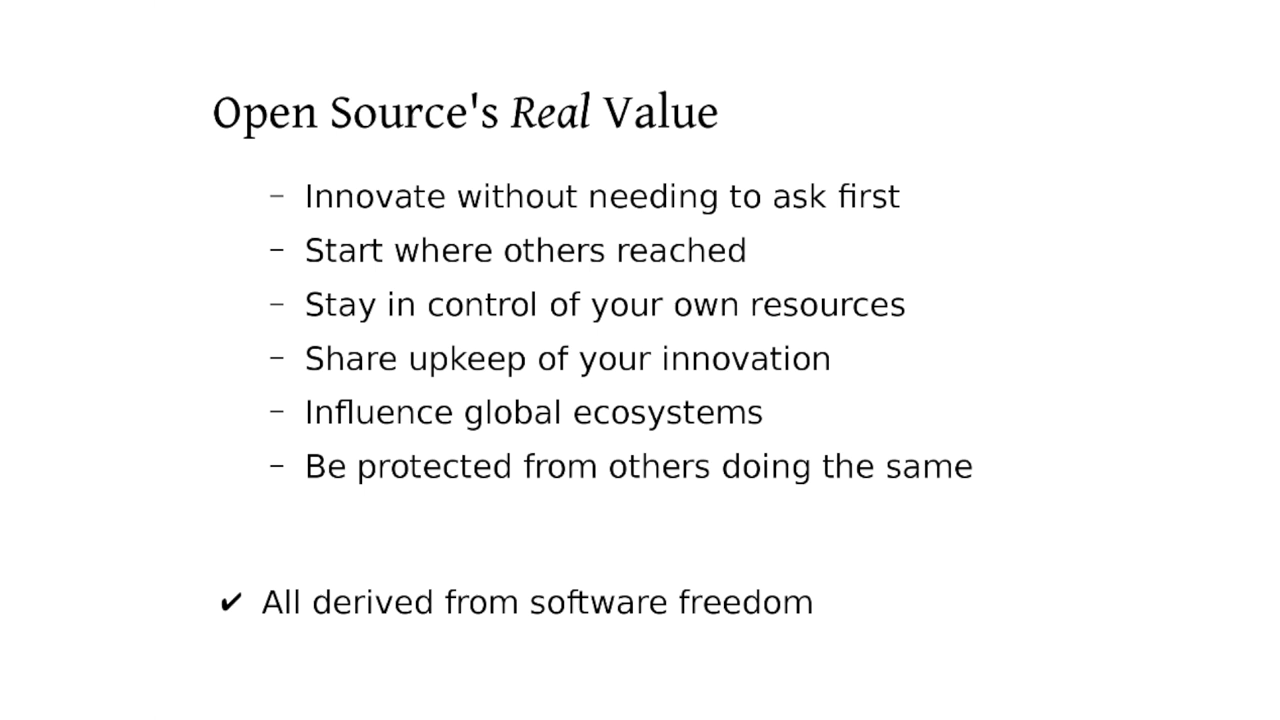 Open Source's Real Value
– Innovate without needing to ask first
– Start where others reached
– Stay in control of your own resources
– Share upkeep of your innovation
– Influence global ecosystems
– Be protected from others doing the same
✔ All derived from software freedom